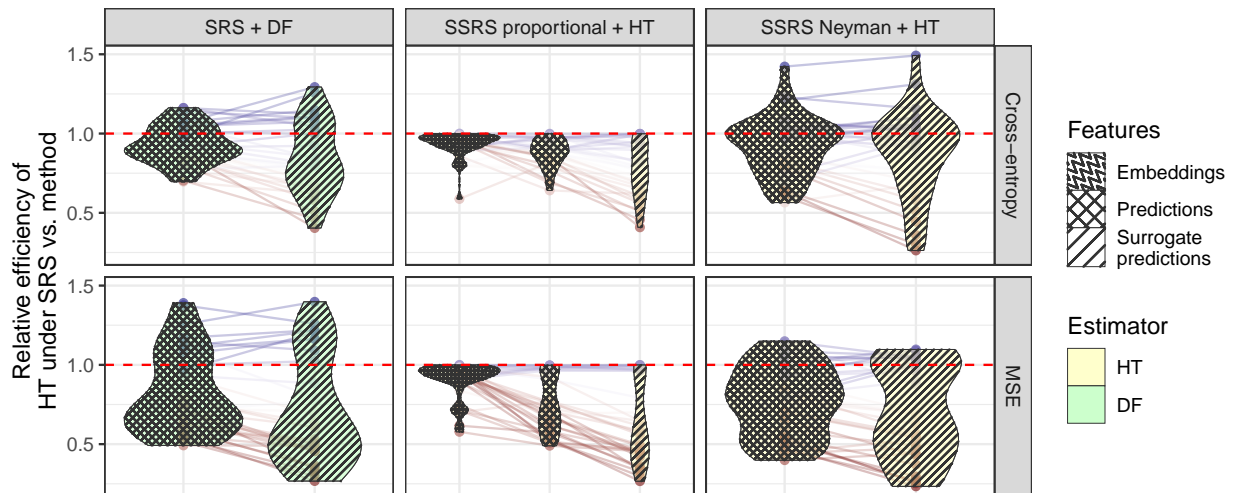 SRS + DF
SSRS proportional + HT
SSRS Neyman + HT
Relative efficiency of
HT under SRS vs. method
1.5
1.0
0.5
Cross−entropy
1.5
1.0
0.5
MSE
Features
Embeddings
Predictions
Surrogate
predictions
Estimator
HT
DF